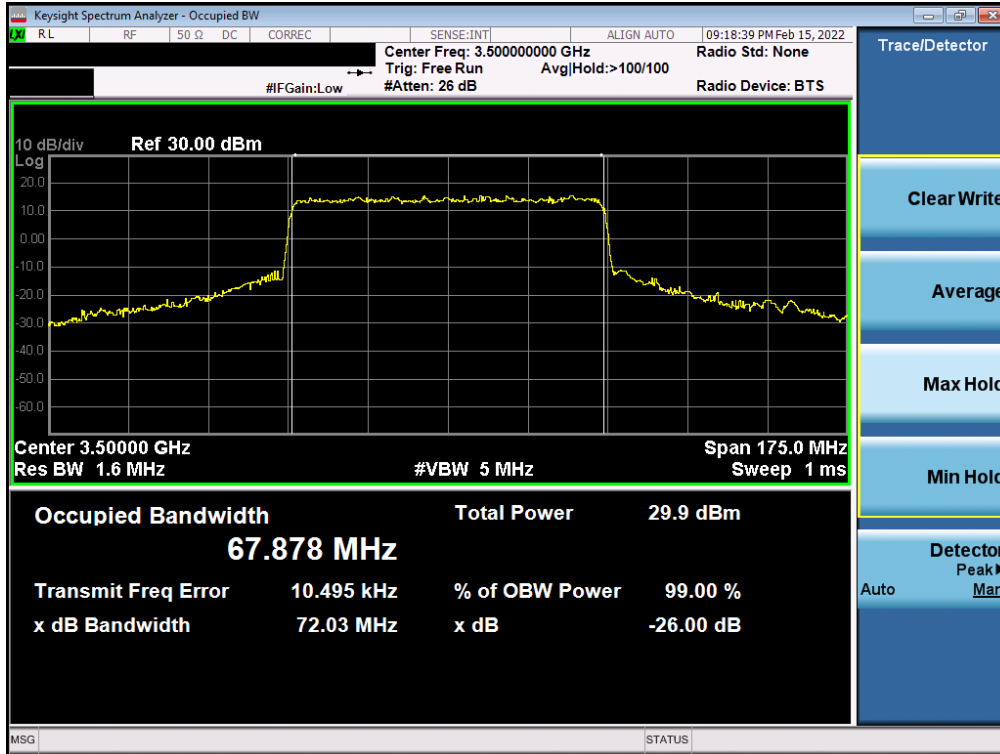 Keysight Spectrum Analyzer - Occupied BW
LXI RL RF 50 Ω DC CORREC SENSE:INT ALIGN AUTO 09:18:39 PM Feb 15, 2022
Center Freq: 3.500000000 GHz Radio Std: None
Trig: Free Run Avg|Hold:>100/100
#IFGain:Low #Atten: 26 dB Radio Device: BTS
10 dB/div Ref 30.00 dBm
Log
20.0
10.0
0.00
-10.0
-20.0
-30.0
-40.0
-50.0
-60.0
Center 3.50000 GHz Span 175.0 MHz
Res BW 1.6 MHz #VBW 5 MHz Sweep 1 ms
Occupied Bandwidth Total Power 29.9 dBm
67.878 MHz
Transmit Freq Error 10.495 kHz % of OBW Power 99.00 %
x dB Bandwidth 72.03 MHz x dB -26.00 dB
MSG STATUS
Trace/Detector
Clear Write
Average
Max Hold
Min Hold
Detector
Peak
Auto Man